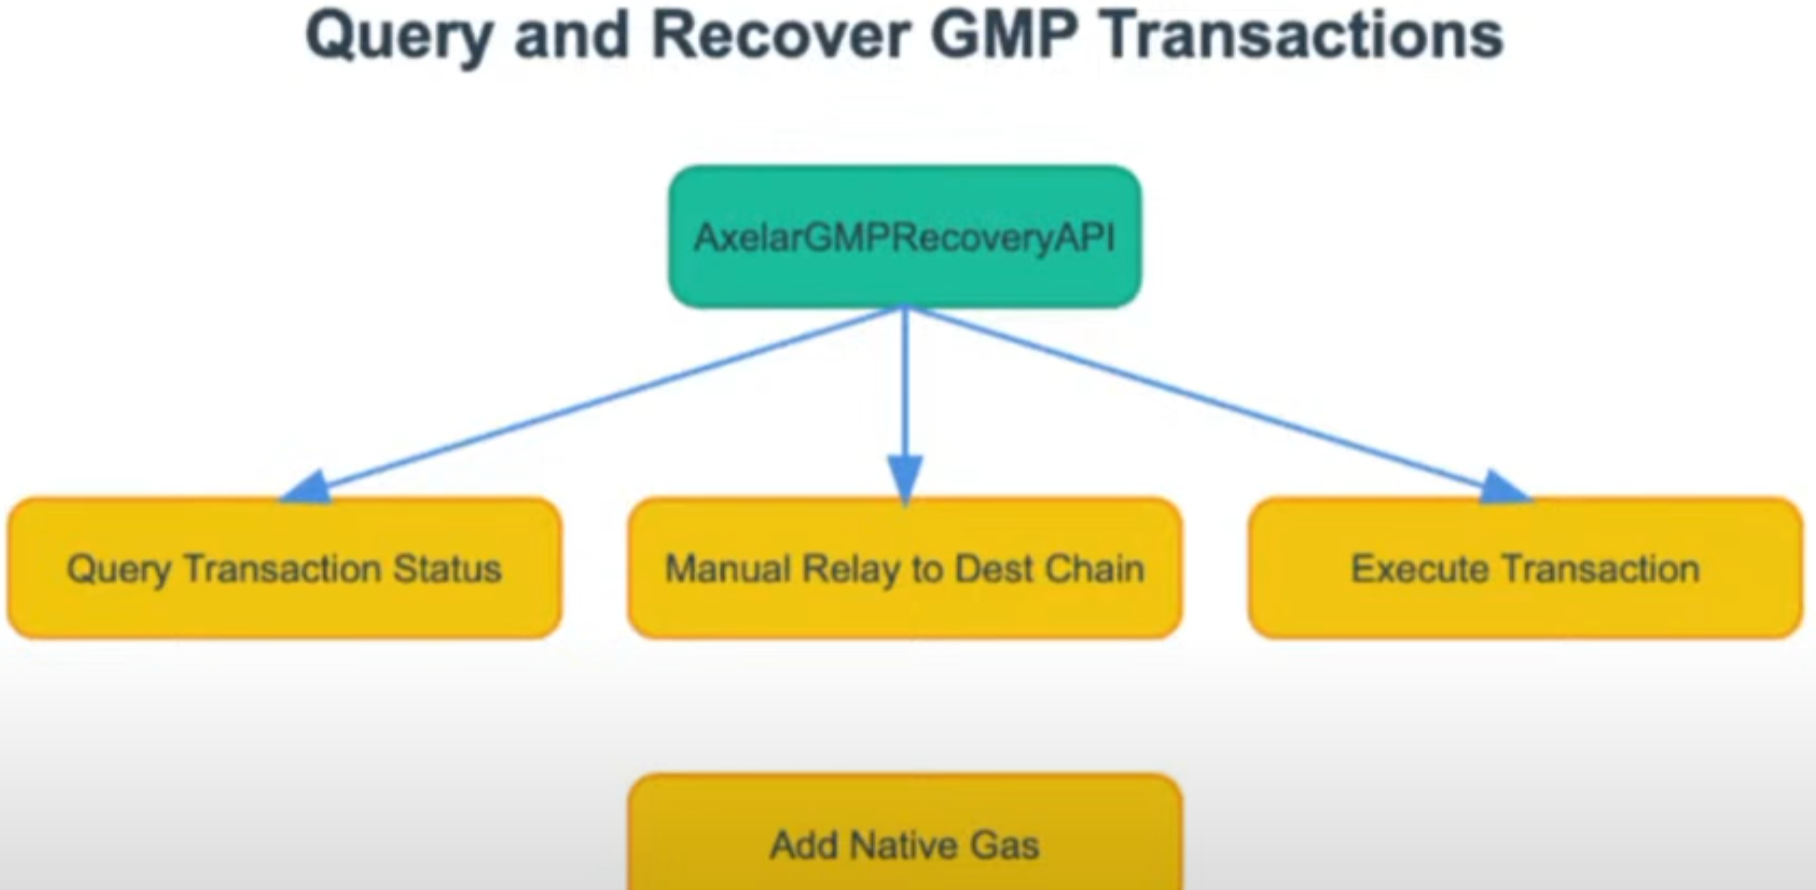 Query and Recover GMP Transactions
AxelarGMPRecoveryAPI
Query Transaction Status
Manual Relay to Dest Chain
Execute Transaction
Add Native Gas